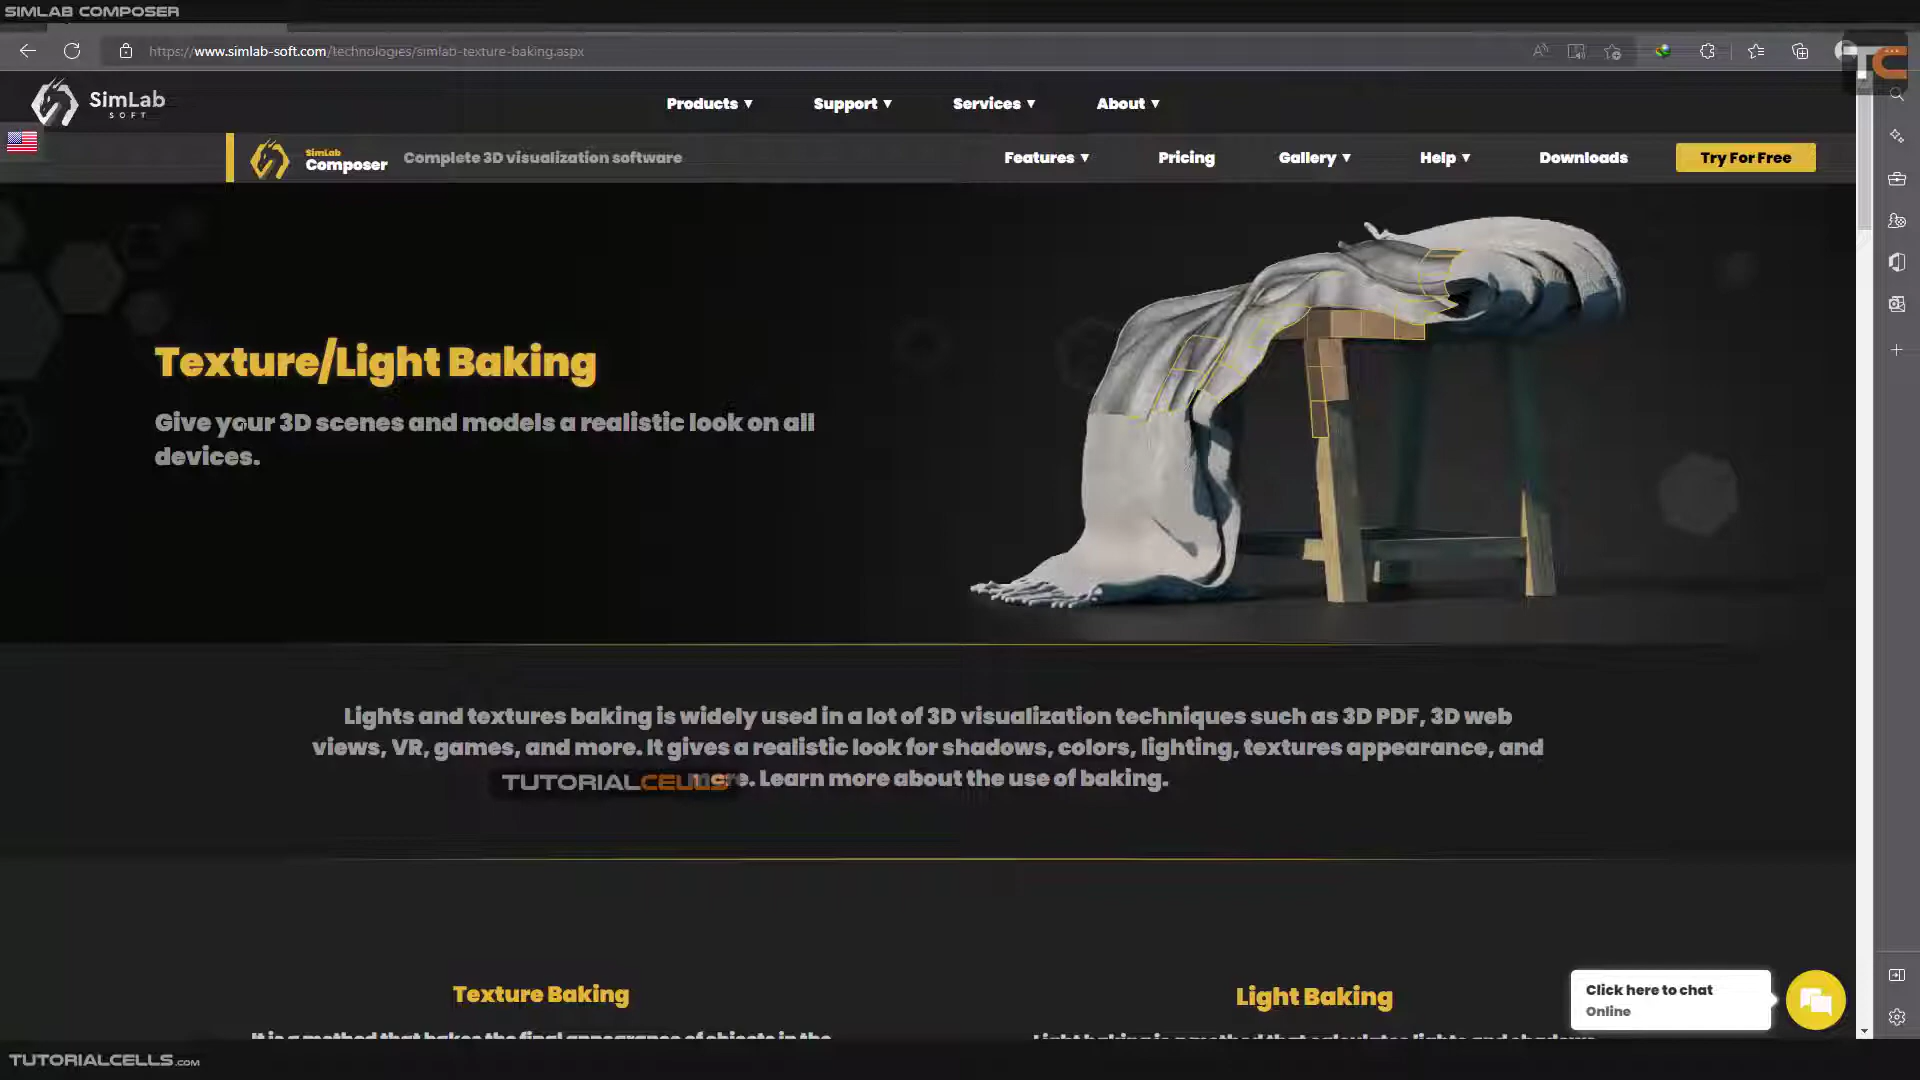 SIMLAB COMPOSER
https://www.simlab-soft.com/technologies/simlab-texture-baking.aspx
TC
SimLab
SOFT
Products ▼ Support ▼ Services ▼ About ▼
SimLab
Composer
Complete 3D visualization software
Features ▼ Pricing Gallery ▼ Help ▼ Downloads Try For Free
Texture/Light Baking
Give your 3D scenes and models a realistic look on all
devices.
Lights and textures baking is widely used in a lot of 3D visualization techniques such as 3D PDF, 3D web
views, VR, games, and more. It gives a realistic look for shadows, colors, lighting, textures appearance, and
more. Learn more about the use of baking.
TUTORIALCELLS
Texture Baking
It is a method that bakes the final appearance of objects in the
Light Baking
Light baking is a method that calculates lights and shadows
Click here to chat
Online
TUTORIALCELLS.com